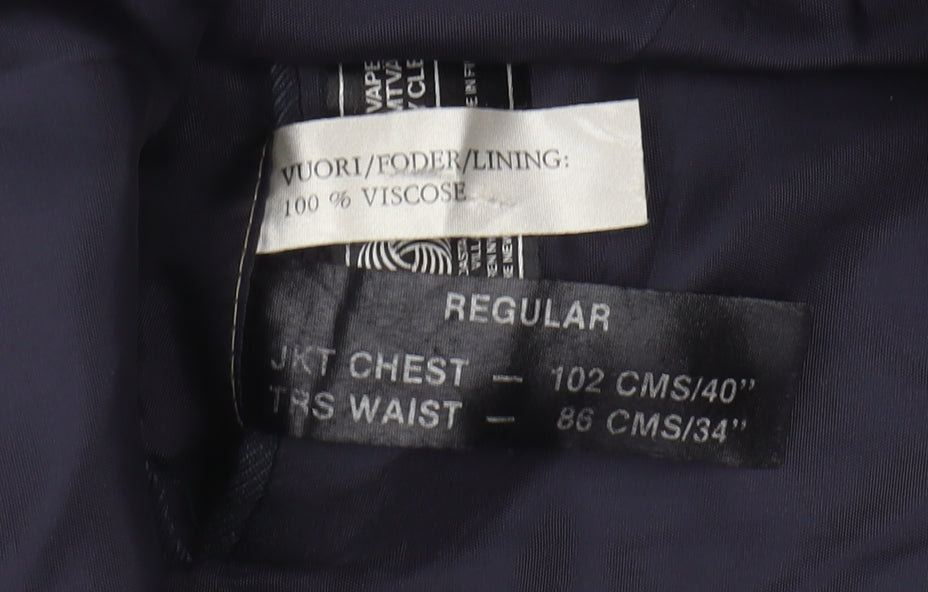 VUORI/FODER/LINING:
100 % VISCOSE
REGULAR
JKT CHEST – 102 CMS/40”
TRS WAIST – 86 CMS/34”